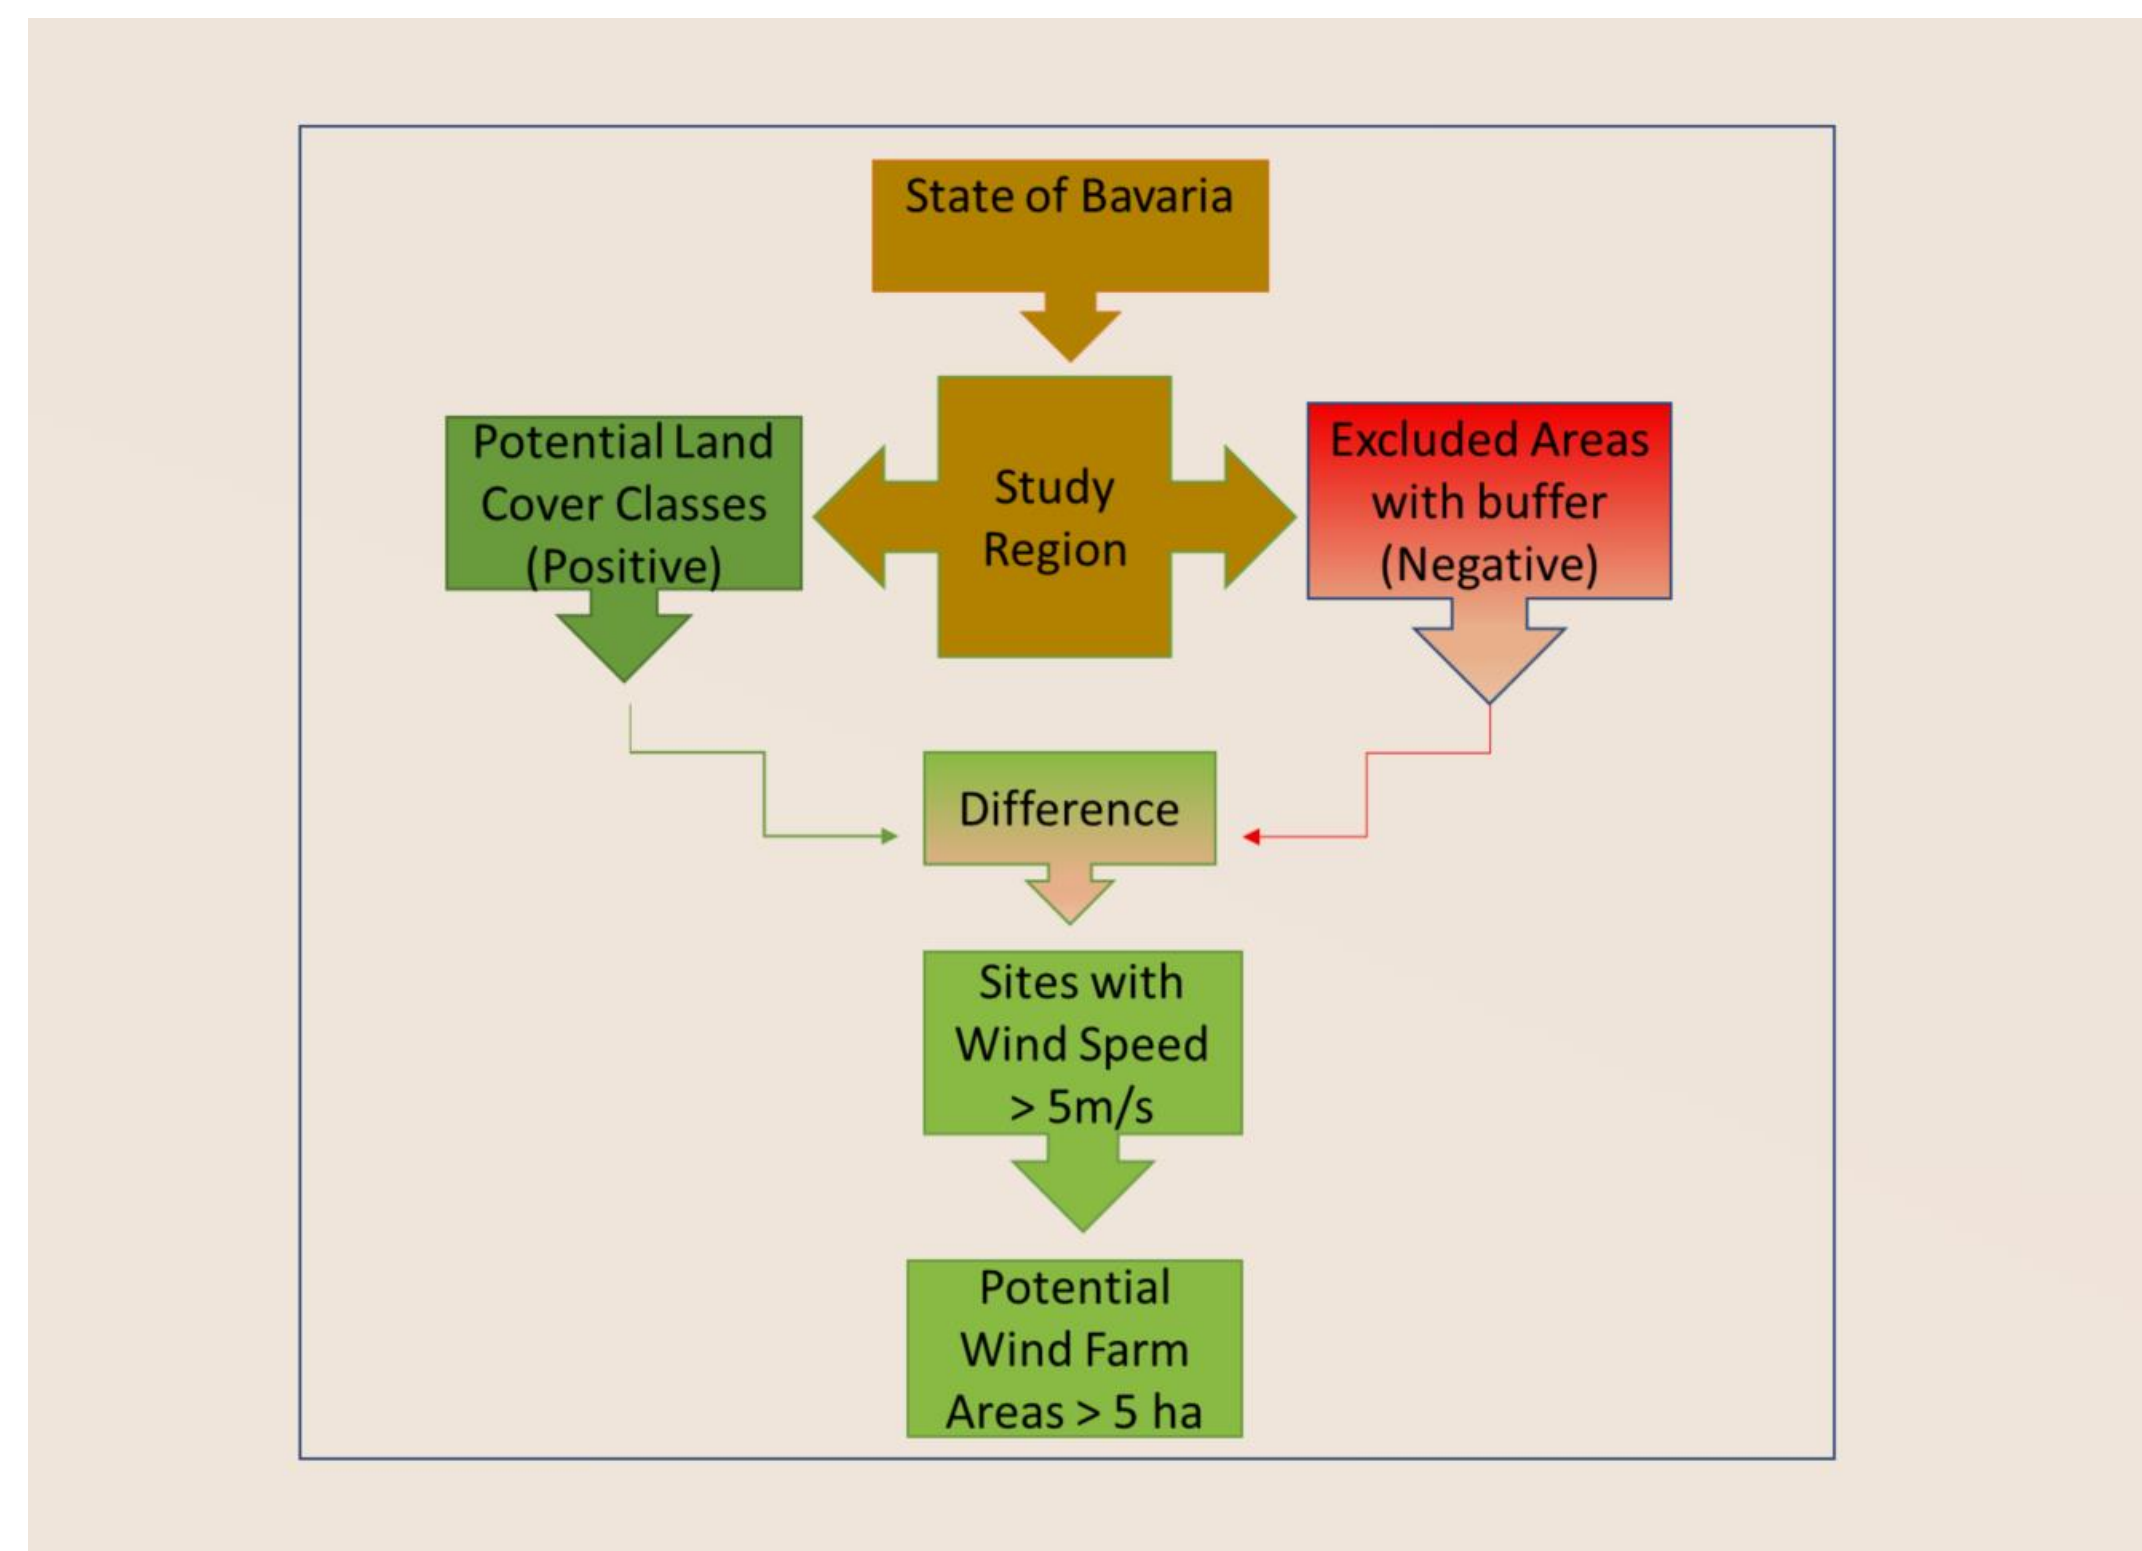 State of Bavaria
Potential Land
Cover Classes
(Positive)
Study
Region
Excluded Areas
with buffer
(Negative)
Difference
Sites with
Wind Speed
> 5m/s
Potential
Wind Farm
Areas > 5 ha